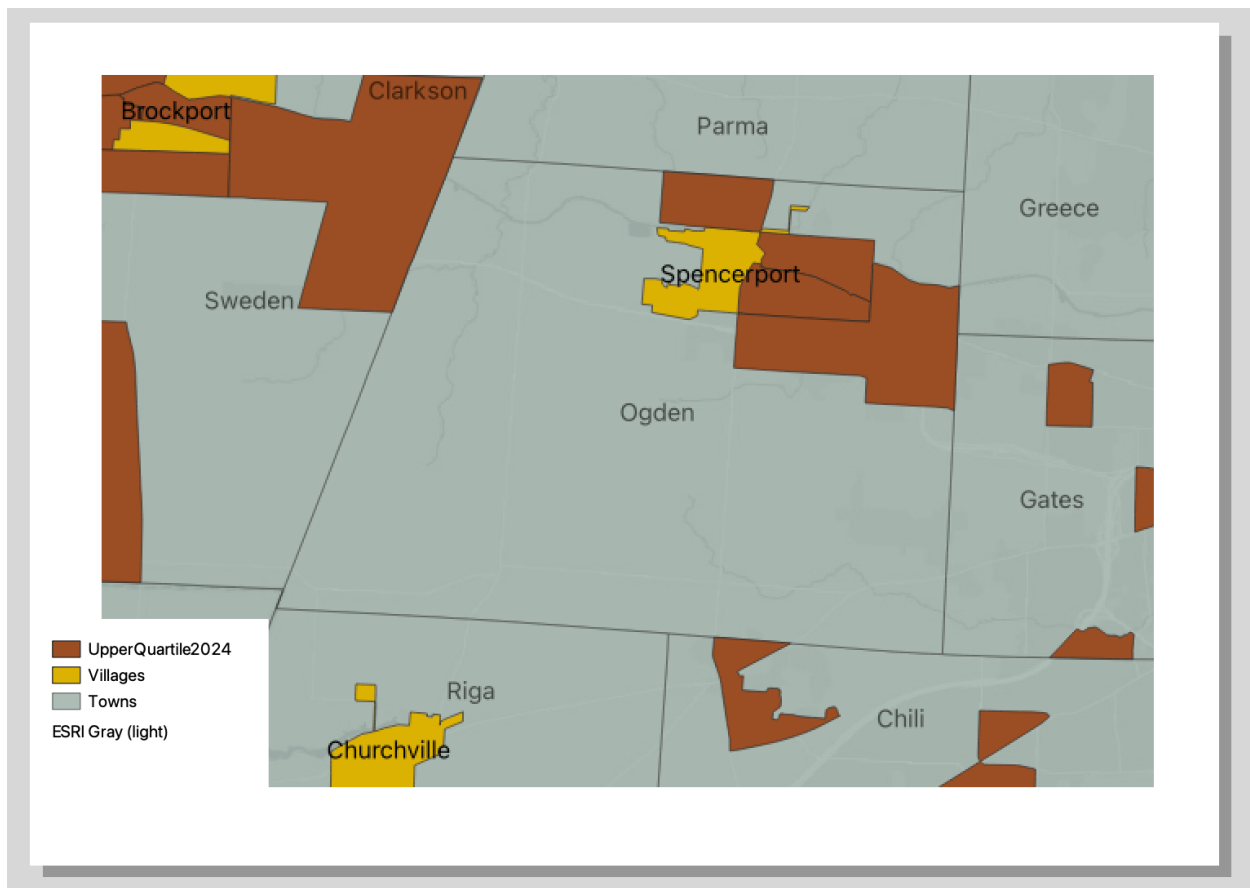 Clarkson
Brockport
Parma
Greece
Spencerport
Sweden
Ogden
Gates
UpperQuartile2024
Villages
Towns
ESRI Gray (light)
Riga
Chili
Churchville